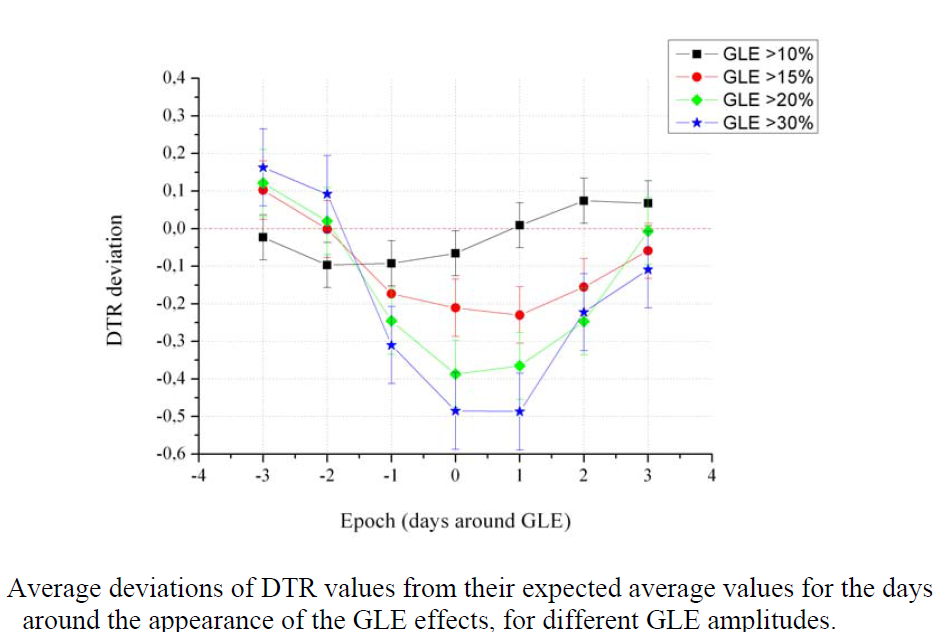 GLE >10%
GLE >15%
GLE >20%
GLE >30%
0,4
0,3
0,2
0,1
0,0
-0,1
-0,2
-0,3
-0,4
-0,5
-0,6
DTR deviation
-4 -3 -2 -1 0 1 2 3 4
Epoch (days around GLE)
Average deviations of DTR values from their expected average values for the days
around the appearance of the GLE effects, for different GLE amplitudes.